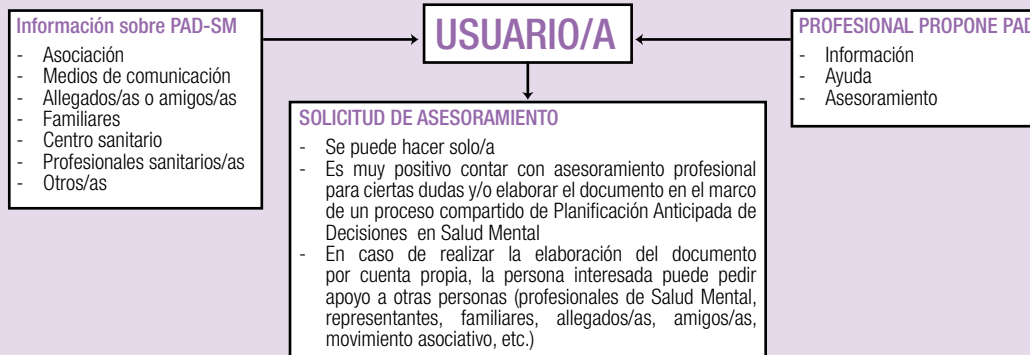 Información sobre PAD-SM
- Asociación
- Medios de comunicación
- Allegados/as o amigos/as
- Familiares
- Centro sanitario
- Profesionales sanitarios/as
- Otros/as
USUARIO/A
PROFESIONAL PROPONE PAD
- Información
- Ayuda
- Asesoramiento
SOLICITUD DE ASESORAMIENTO
- Se puede hacer solo/a
- Es muy positivo contar con asesoramiento profesional
para ciertas dudas y/o elaborar el documento en el marco
de un proceso compartido de Planificación Anticipada de
Decisiones en Salud Mental
- En caso de realizar la elaboración del documento
por cuenta propia, la persona interesada puede pedir
apoyo a otras personas (profesionales de Salud Mental,
representantes, familiares, allegados/as, amigos/as,
movimiento asociativo, etc.)